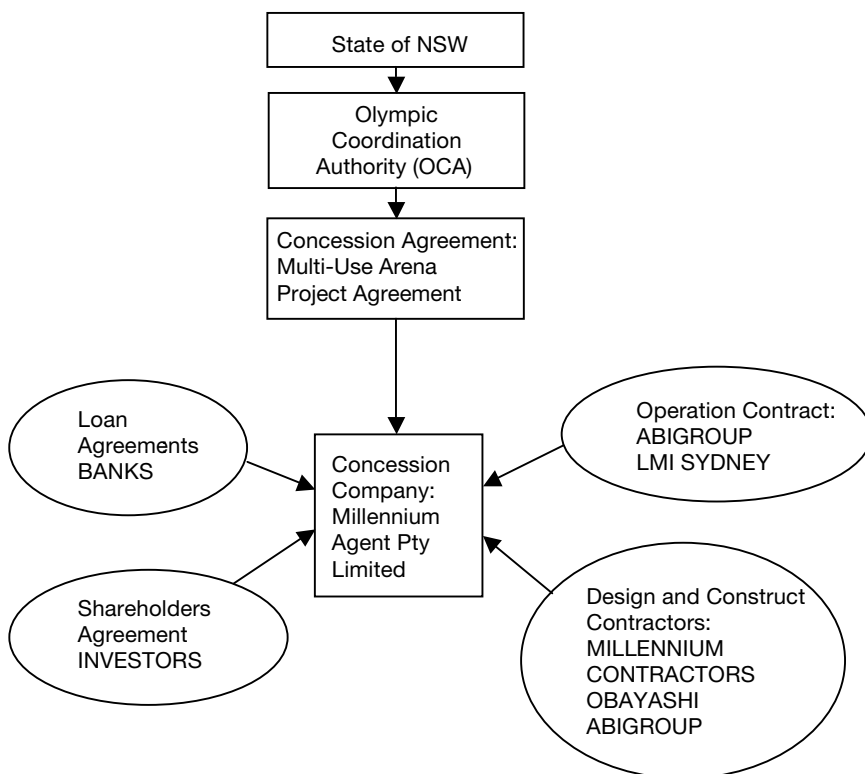 State of NSW
Olympic
Coordination
Authority (OCA)
Concession Agreement:
Multi-Use Arena
Project Agreement
Loan
Agreements
BANKS
Operation Contract:
ABIGROUP
LMI SYDNEY
Concession
Company:
Millennium
Agent Pty
Limited
Shareholders
Agreement
INVESTORS
Design and Construct
Contractors:
MILLENNIUM
CONTRACTORS
OBAYASHI
ABIGROUP